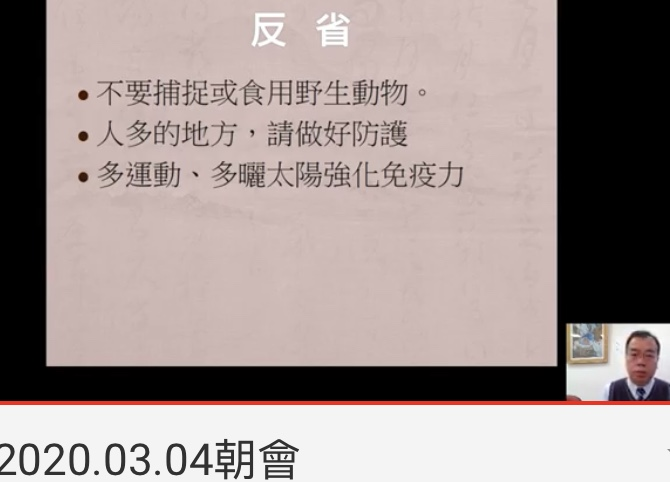 反省
• 不要捕捉或食用野生動物。
• 人多的地方，請做好防護
• 多運動、多曬太陽強化免疫力
2020.03.04朝會